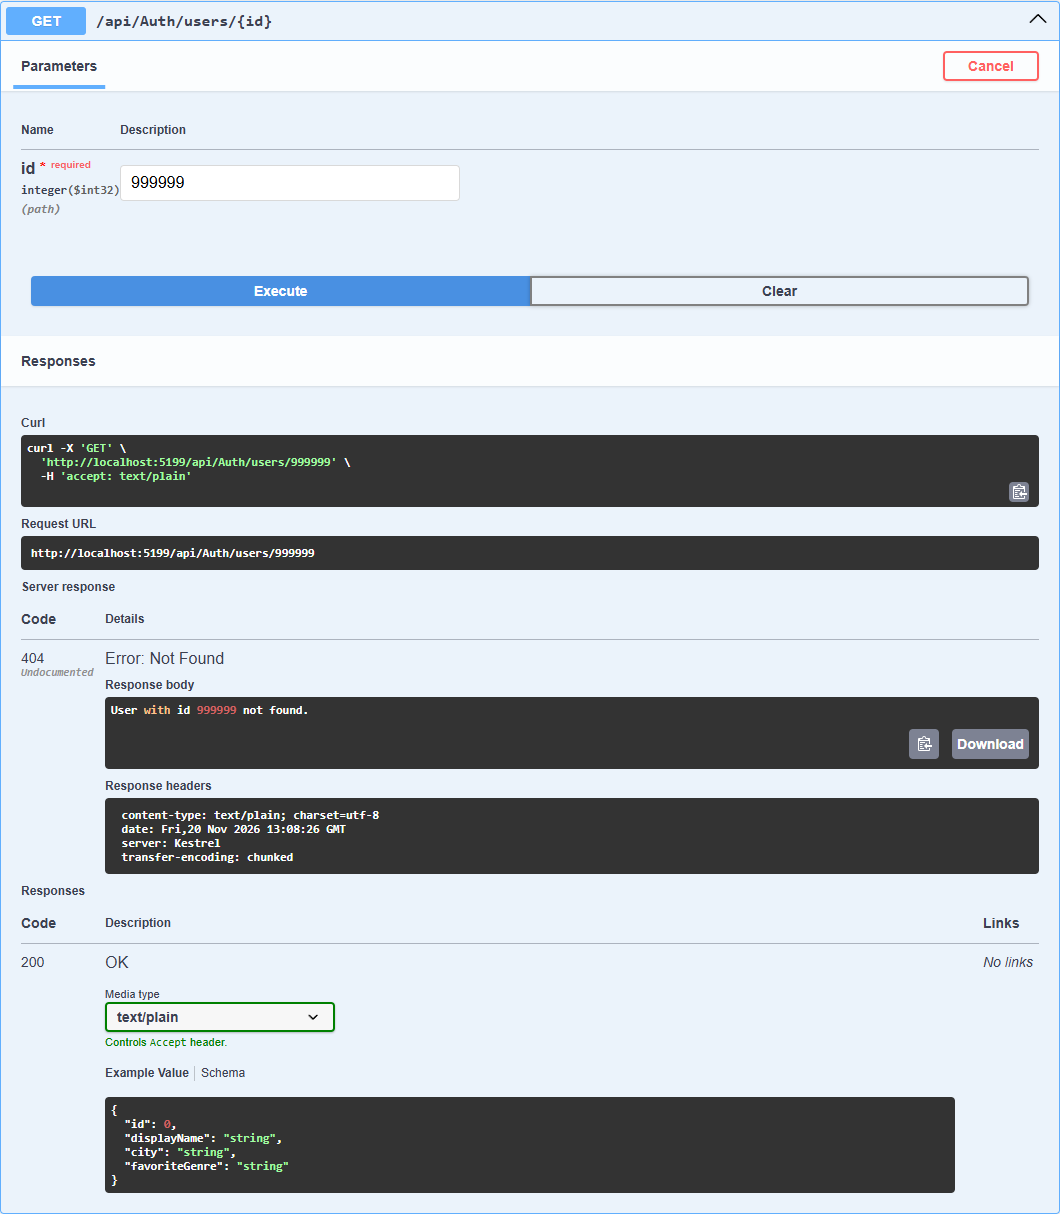 GET /api/Auth/users/{id}
Parameters
Cancel
Name Description
id * required
integer($int32)
(path)
999999
Execute Clear
Responses
Curl
curl -X 'GET' \
'http://localhost:5199/api/Auth/users/999999' \
-H 'accept: text/plain'
Request URL
http://localhost:5199/api/Auth/users/999999
Server response
Code Details
404 Error: Not Found
Undocumented
Response body
User with id 999999 not found.
Download
Response headers
content-type: text/plain; charset=utf-8
date: Fri,20 Nov 2026 13:08:26 GMT
server: Kestrel
transfer-encoding: chunked
Responses
Code Description Links
200 OK No links
Media type
text/plain
Controls Accept header.
Example Value Schema
{
"id": 0,
"displayName": "string",
"city": "string",
"favoriteGenre": "string"
}